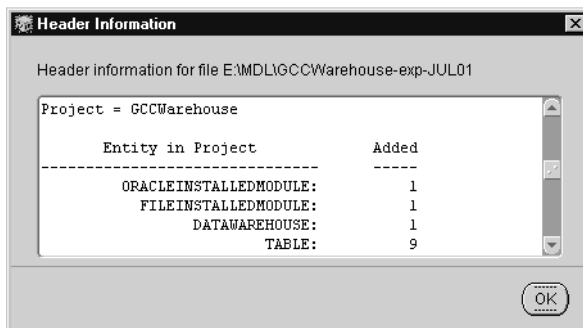 Header Information
Header information for file E:\MDL\GCCWarehouse-exp-JUL01
Project = GCCWarehouse
Entity in Project Added
------------------------------- -----
ORACLEINSTALLEDMODULE: 1
FILEINSTALLEDMODULE: 1
DATAWAREHOUSE: 1
TABLE: 9
OK